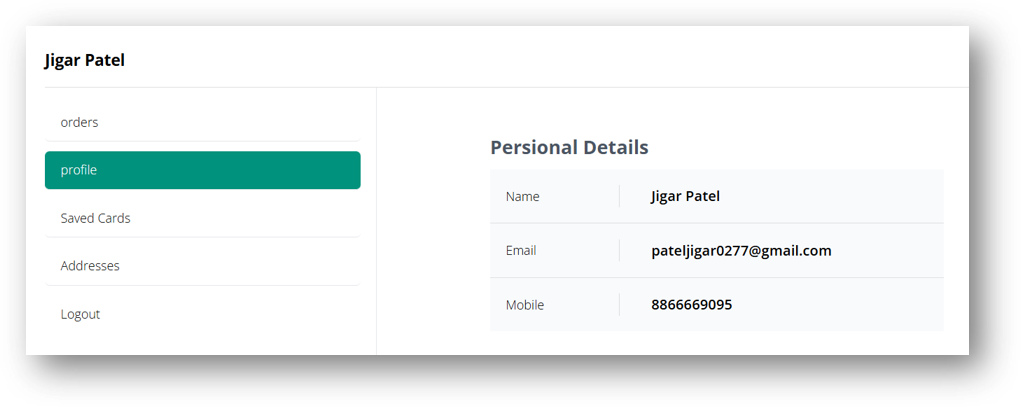 Jigar Patel
orders
profile
Saved Cards
Addresses
Logout
Persional Details
Name Jigar Patel
Email pateljigar0277@gmail.com
Mobile 8866669095